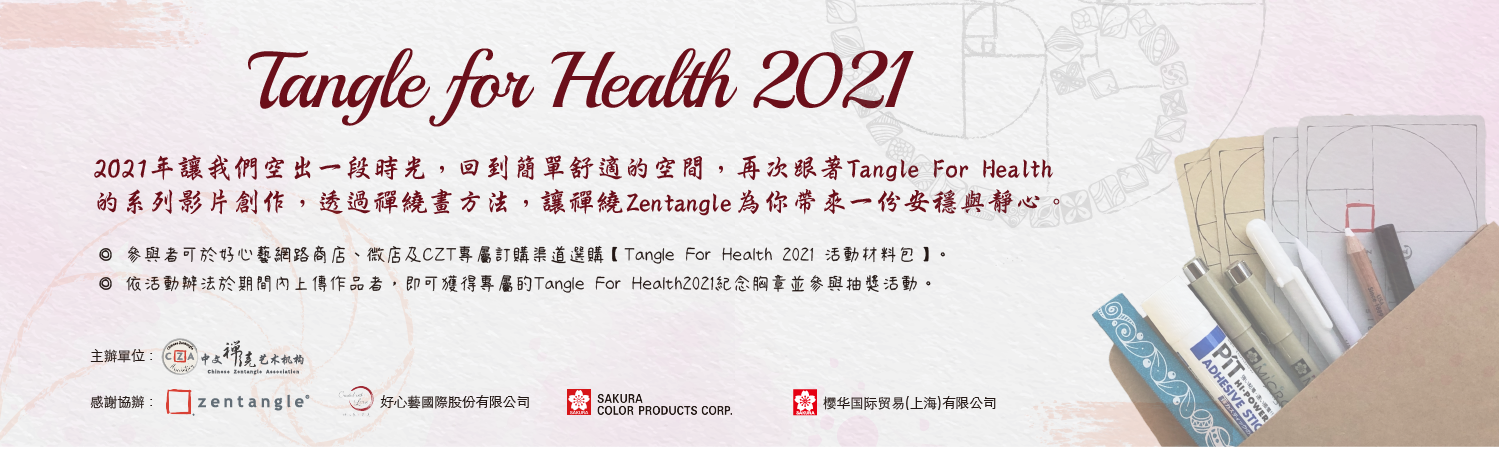 Tangle for Health 2021
2021年讓我們空出一段時光，回到簡單舒適的空間，再次跟著Tangle For Health
的系列影片創作，透過禪繞畫方法，讓禪繞Zentangle為你帶來一份安穩與靜心。
◎ 參與者可於好心藝網路商店、微店及CZT專屬訂購渠道選購【 Tangle For Health 2021 活動材料包 】。
◎ 依活動辦法於期間內上傳作品者，即可獲得專屬的Tangle For Health2021紀念胸章並參與抽獎活動。
主辦單位： CZA 中文禪繞艺术机构
Chinese Zentangle Association
感謝協辦： zentangle® 好心藝國際股份有限公司 SAKURA SAKURA COLOR PRODUCTS CORP. SAKURA 樱华国际贸易(上海)有限公司
PiT
HI-POWER
ADHESIVE STIC
MICR